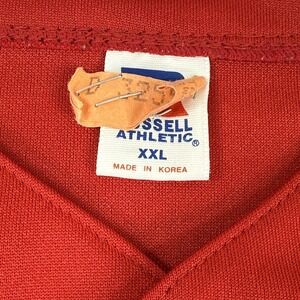 SSELL
ATHLETIC®
XXL
MADE IN KOREA